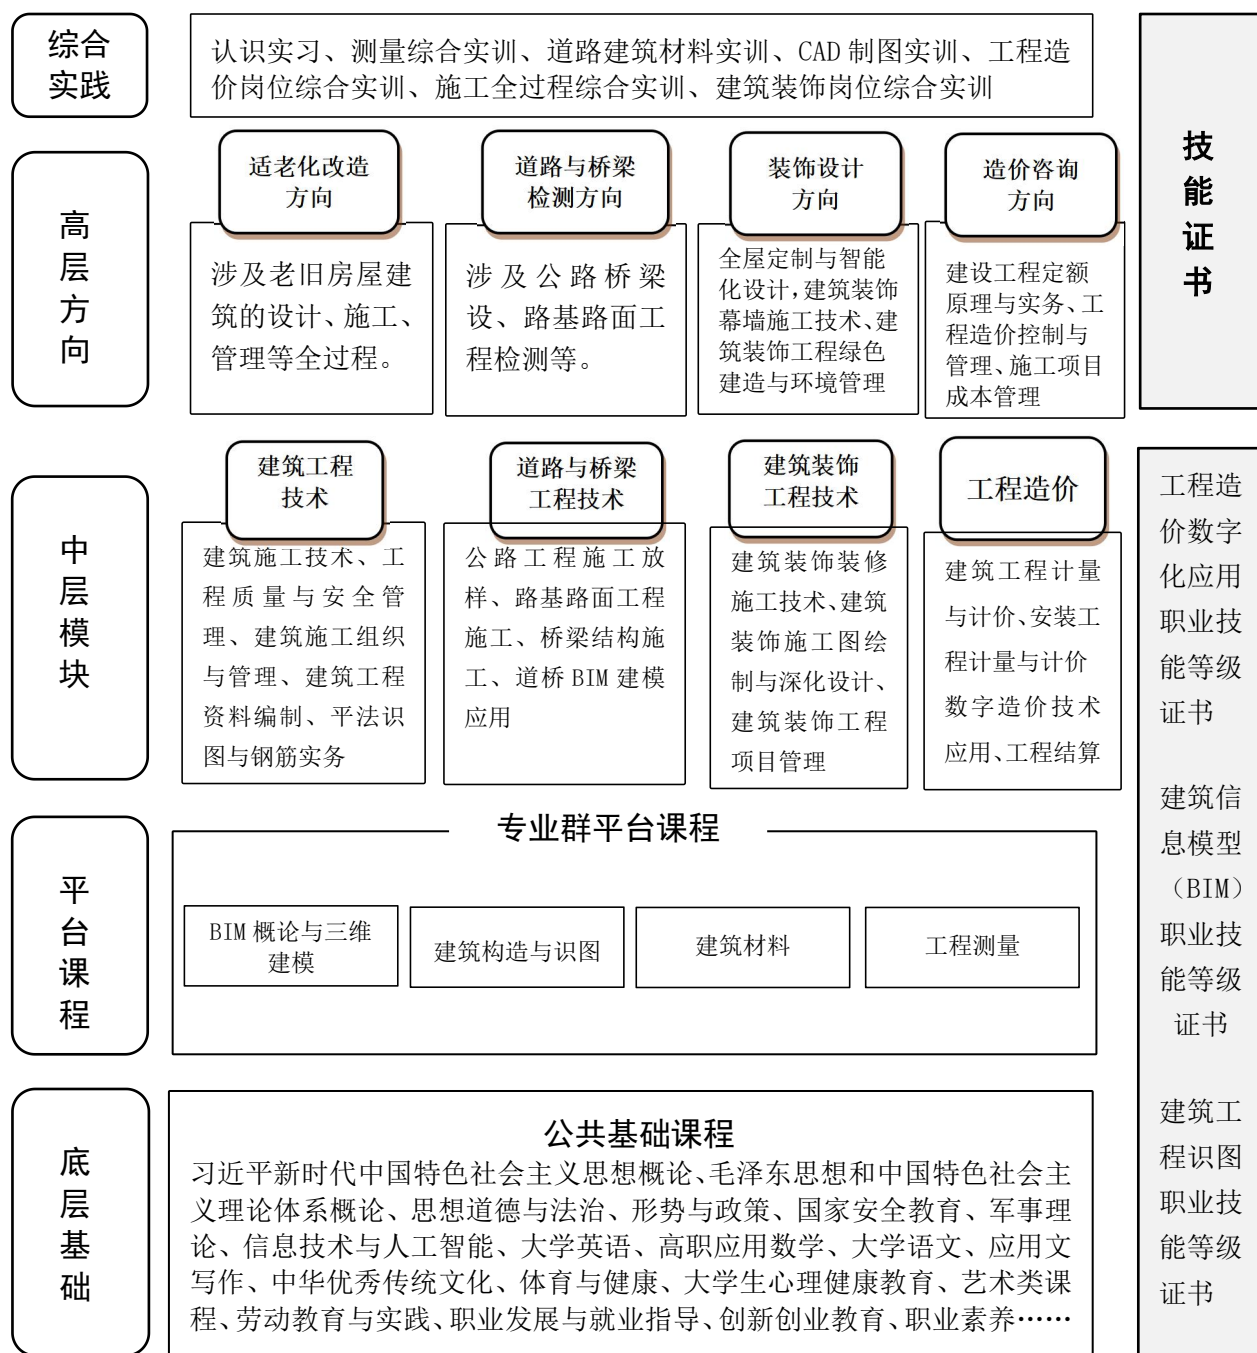 综合
实践
认识实习、测量综合实训、道路建筑材料实训、CAD 制图实训、工程造
价岗位综合实训、施工全过程综合实训、建筑装饰岗位综合实训
高
层
方
向
适老化改造
方向
涉及老旧房屋建
筑的设计、施工、
管理等全过程。
道路与桥梁
检测方向
涉及公路桥梁
设、路基路面工
程检测等。
装饰设计
方向
全屋定制与智能
化设计,建筑装饰
幕墙施工技术、建
筑装饰工程绿色
建造与环境管理
造价咨询
方向
建设工程定额
原理与实务、工
程造价控制与
管理、施工项目
成本管理
中
层
模
块
建筑工程
技术
建筑施工技术、工
程质量与安全管
理、建筑施工组织
与管理、建筑工程
资料编制、平法识
图与钢筋实务
道路与桥梁
工程技术
公路工程施工放
样、路基路面工程
施工、桥梁结构施
工、道桥 BIM 建模
应用
建筑装饰
工程技术
建筑装饰装修
施工技术、建筑
装饰施工图绘
制与深化设计、
建筑装饰工程
项目管理
工程造价
建筑工程计量
与计价、安装工
程计量与计价
数字造价技术
应用、工程结算
平
台
课
程
专业群平台课程
BIM 概论与三维
建模
建筑构造与识图
建筑材料
工程测量
底
层
基
础
公共基础课程
习近平新时代中国特色社会主义思想概论、毛泽东思想和中国特色社会主
义理论体系概论、思想道德与法治、形势与政策、国家安全教育、军事理
论、信息技术与人工智能、大学英语、高职应用数学、大学语文、应用文
写作、中华优秀传统文化、体育与健康、大学生心理健康教育、艺术类课
程、劳动教育与实践、职业发展与就业指导、创新创业教育、职业素养……
技
能
证
书
工程造
价数字
化应用
职业技
能等级
证书
建筑信
息模型
（BIM）
职业技
能等级
证书
建筑工
程识图
职业技
能等级
证书